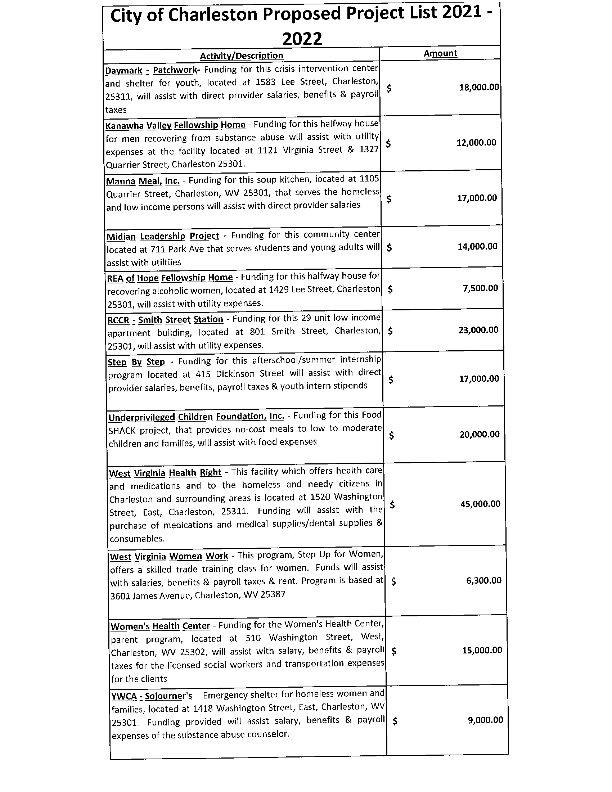 City of Charleston Proposed Project List 2021 -
2022
Activity/Description Amount
Daymark - Patchwork- Funding for this crisis intervention center
and shelter for youth, located at 1583 Lee Street, Charleston,
25311, will assist with direct provider salaries, benefits & payroll
taxes
$ 18,000.00
Kanawha Valley Fellowship Home - Funding for this halfway house
for men recovering from substance abuse will assist with utility
expenses at the facility located at 1121 Virginia Street & 1327
Quarrier Street, Charleston 25301.
$ 12,000.00
Manna Meal, Inc. - Funding for this soup kitchen, located at 1105
Quarrier Street, Charleston, WV 25301, that serves the homeless
and low income persons will assist with direct provider salaries
$ 17,000.00
Midian Leadership Project - Funding for this community center
located at 711 Park Ave that serves students and young adults will
assist with utilities
$ 14,000.00
REA of Hope Fellowship Home - Funding for this halfway house for
recovering alcoholic women, located at 1429 Lee Street, Charleston
25301, will assist with utility expenses.
$ 7,500.00
RCCR - Smith Street Station - Funding for this 29 unit low income
apartment building, located at 801 Smith Street, Charleston,
25301, will assist with utility expenses.
$ 23,000.00
Step By Step - Funding for this afterschool/summer internship
program located at 415 Dickinson Street will assist with direct
provider salaries, benefits, payroll taxes & youth intern stipends
$ 17,000.00
Underprivileged Children Foundation, Inc. - Funding for this Food
SHACK project, that provides no-cost meals to low to moderate
children and families, will assist with food expenses
$ 20,000.00
West Virginia Health Right - This facility which offers health care
and medications and to the homeless and needy citizens in
Charleston and surrounding areas is located at 1520 Washington
Street, East, Charleston, 25311. Funding will assist with the
purchase of medications and medical supplies/dental supplies &
consumables.
$ 45,000.00
West Virginia Women Work - This program, Step Up for Women,
offers a skilled trade training class for women. Funds will assist
with salaries, benefits & payroll taxes & rent. Program is based at
3601 James Avenue, Charleston, WV 25387
$ 6,300.00
Women's Health Center - Funding for the Women's Health Center,
parent program, located at 510 Washington Street, West,
Charleston, WV 25302, will assist with salary, benefits & payroll
taxes for the licensed social workers and transportation expenses
for the clients
$ 15,000.00
YWCA - Sojourner's Emergency shelter for homeless women and
families, located at 1418 Washington Street, East, Charleston, WV
25301. Funding provided will assist salary, benefits & payroll
expenses of the substance abuse counselor.
$ 9,000.00